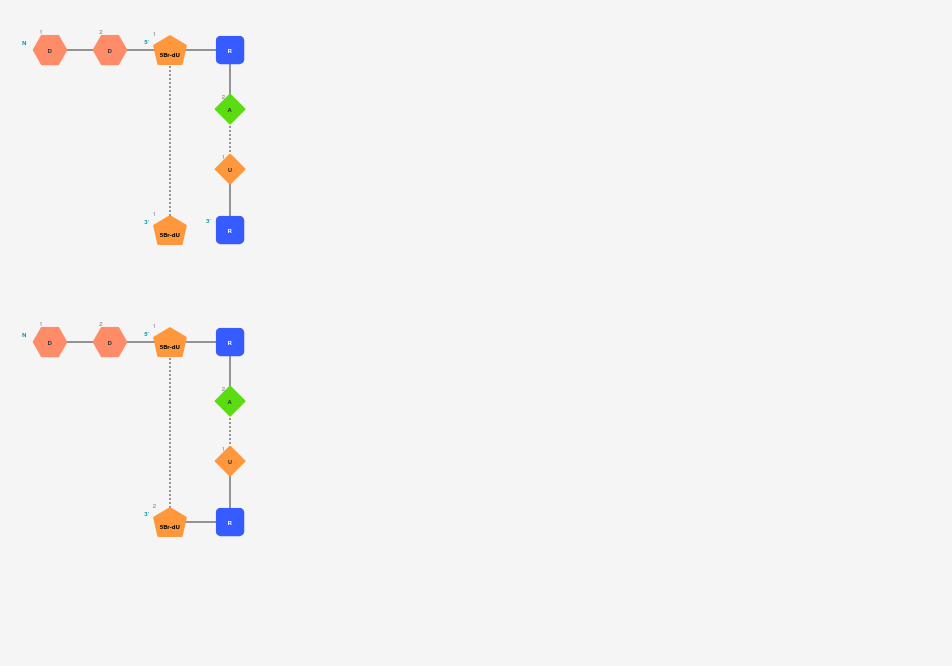 N 1 D 2 D 5' 1 5Br-dU R
2 A
1 U
3' 1 5Br-dU 3' R
N 1 D 2 D 5' 1 5Br-dU R
2 A
1 U
3' 2 5Br-dU R